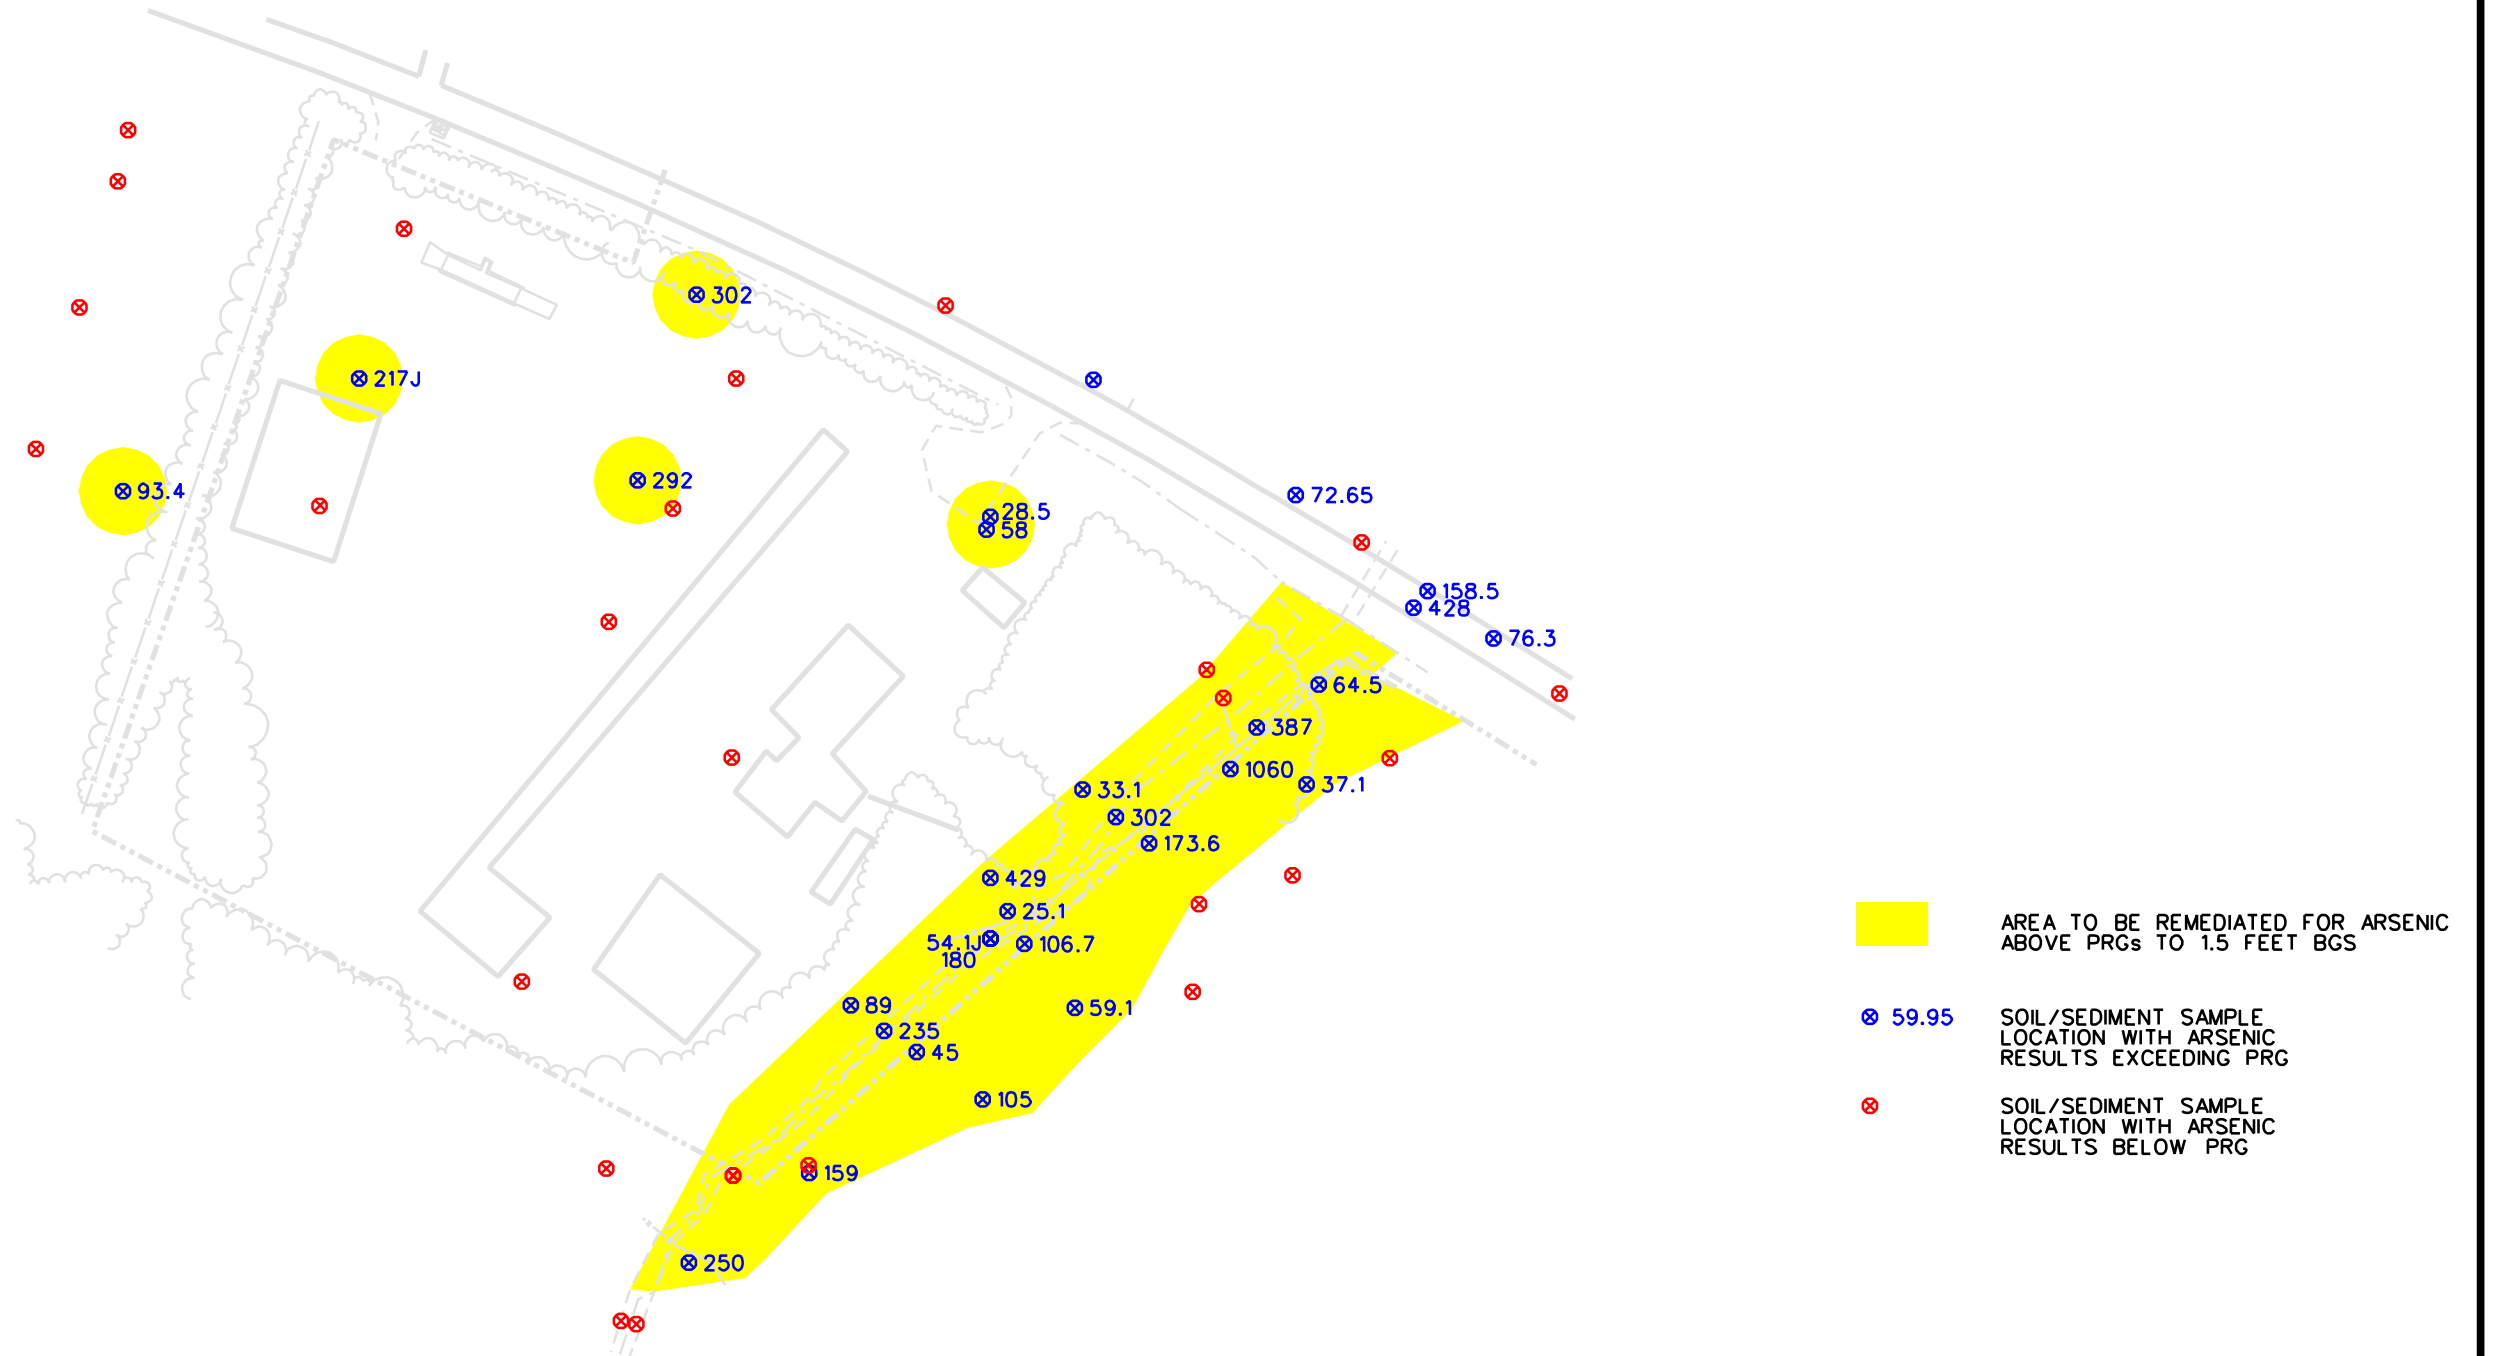 302
217J
292
93.4
72.65
28.5
58
158.5
428
76.3
64.5
387
1060
37.1
33.1
302
173.6
429
25.1
54.1J
106.7
180
89
59.1
235
45
105
159
250
AREA TO BE REMEDIATED FOR ARSENIC
ABOVE PRGs TO 1.5 FEET BGS
59.95
SOIL/SEDIMENT SAMPLE
LOCATION WITH ARSENIC
RESULTS EXCEEDING PRG
SOIL/SEDIMENT SAMPLE
LOCATION WITH ARSENIC
RESULTS BELOW PRG